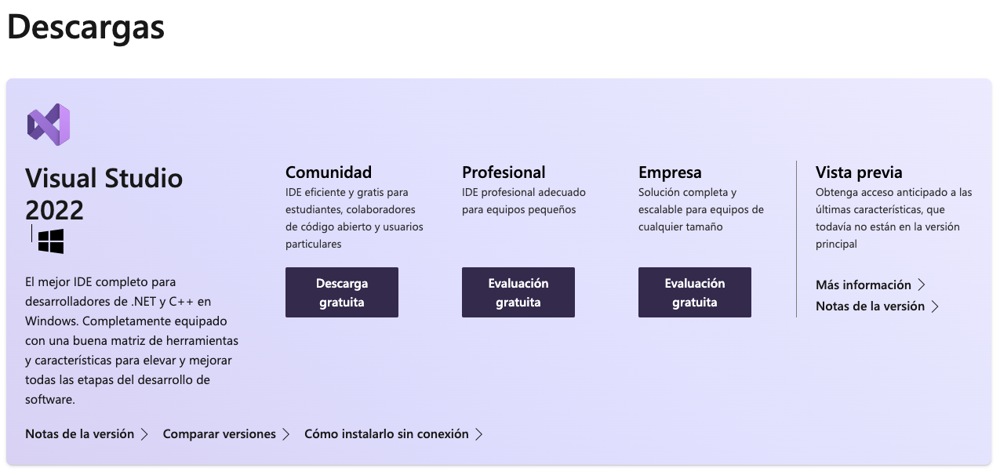 Descargas
Visual Studio
2022
El mejor IDE completo para
desarrolladores de .NET y C++ en
Windows. Completamente equipado
con una buena matriz de herramientas
y características para elevar y mejorar
todas las etapas del desarrollo de
software.
Comunidad
IDE eficiente y gratis para
estudiantes, colaboradores
de código abierto y usuarios
particulares
Descarga
gratuita
Profesional
IDE profesional adecuado
para equipos pequeños
Evaluación
gratuita
Empresa
Solución completa y
escalable para equipos de
cualquier tamaño
Evaluación
gratuita
Vista previa
Obtenga acceso anticipado a las
últimas características, que
todavía no están en la versión
principal
Más información
Notas de la versión
Notas de la versión
Comparar versiones
Cómo instalarlo sin conexión